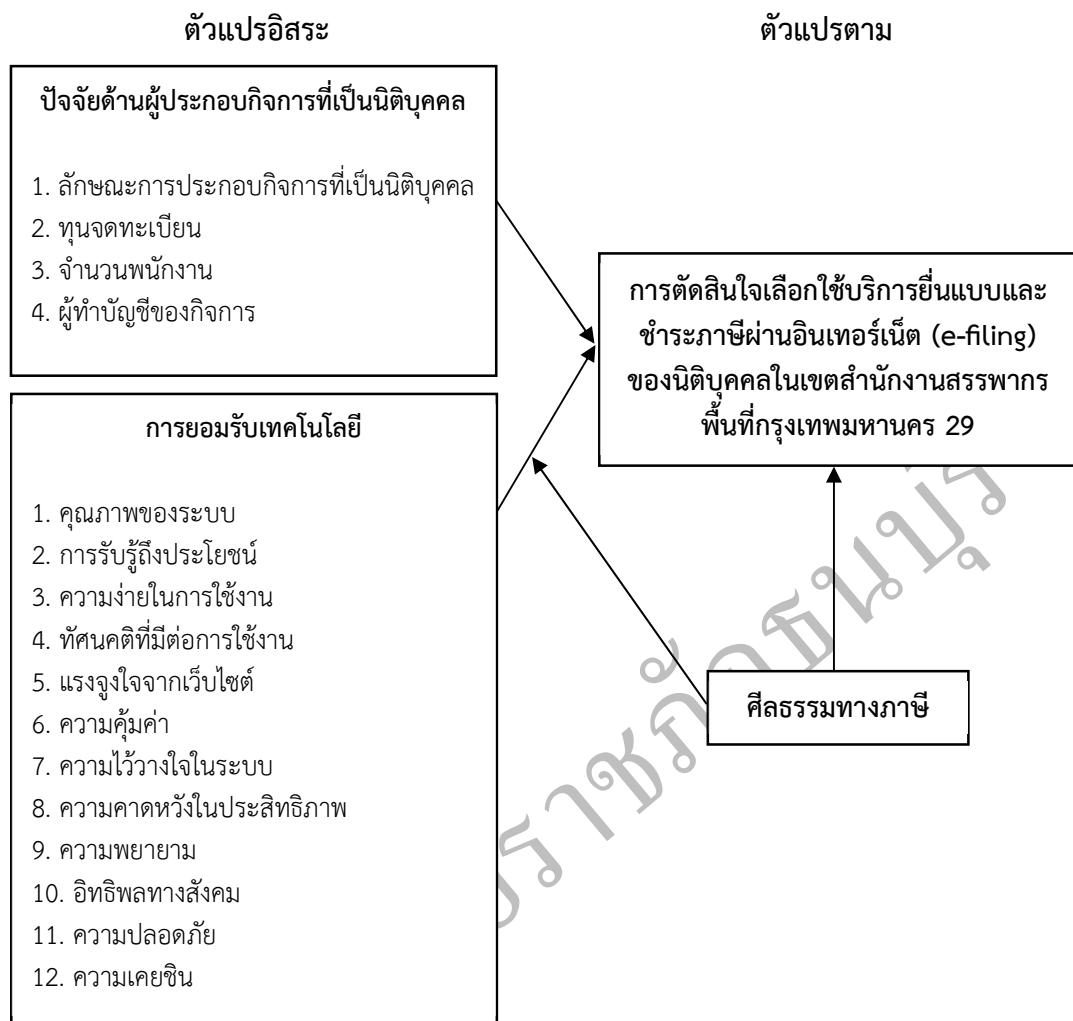 ตัวแปรอิสระ
ตัวแปรตาม
ปัจจัยด้านผู้ประกอบกิจการที่เป็นนิติบุคคล
1. ลักษณะการประกอบกิจการที่เป็นนิติบุคคล
2. ทุนจดทะเบียน
3. จำนวนพนักงาน
4. ผู้ทำบัญชีของกิจการ
การยอมรับเทคโนโลยี
1. คุณภาพของระบบ
2. การรับรู้ถึงประโยชน์
3. ความง่ายในการใช้งาน
4. ทัศนคติที่มีต่อการใช้งาน
5. แรงจูงใจจากเว็บไซต์
6. ความคุ้มค่า
7. ความไว้วางใจในระบบ
8. ความคาดหวังในประสิทธิภาพ
9. ความพยายาม
10. อิทธิพลทางสังคม
11. ความปลอดภัย
12. ความเคยชิน
การตัดสินใจเลือกใช้บริการยื่นแบบและ
ชำระภาษีผ่านอินเทอร์เน็ต (e-filing)
ของนิติบุคคลในเขตสำนักงานสรรพากร
พื้นที่กรุงเทพมหานคร 29
ศีลธรรมทางภาษี